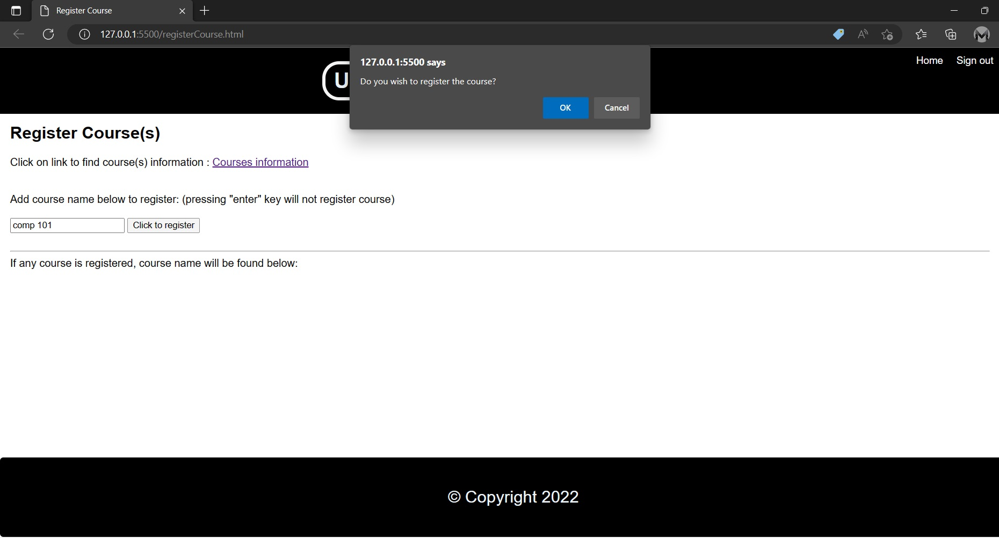 Register Course
127.0.0.1:5500/registerCourse.html
127.0.0.1:5500 says
Do you wish to register the course?
OK
Cancel
U
Home
Sign out
Register Course(s)
Click on link to find course(s) information : Courses information
Add course name below to register: (pressing "enter" key will not register course)
comp 101
Click to register
If any course is registered, course name will be found below:
© Copyright 2022